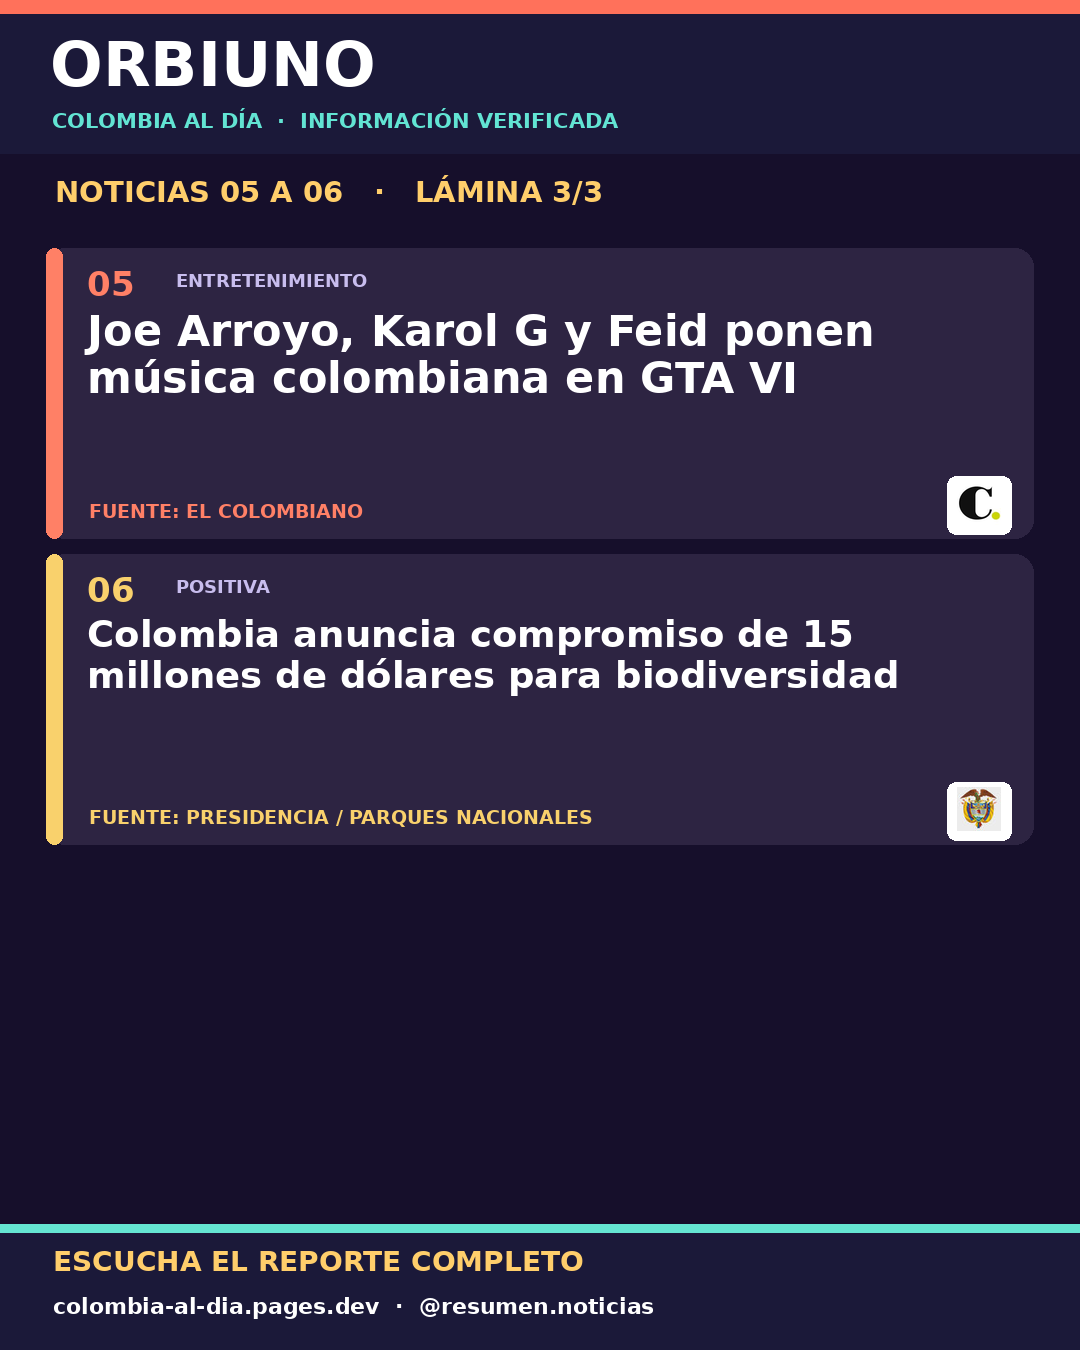 ORBIUNO
COLOMBIA AL DÍA · INFORMACIÓN VERIFICADA
NOTICIAS 05 A 06 · LÁMINA 3/3
05 ENTRETENIMIENTO
Joe Arroyo, Karol G y Feid ponen
música colombiana en GTA VI
FUENTE: EL COLOMBIANO
C.
06 POSITIVA
Colombia anuncia compromiso de 15
millones de dólares para biodiversidad
FUENTE: PRESIDENCIA / PARQUES NACIONALES
ESCUCHA EL REPORTE COMPLETO
colombia-al-dia.pages.dev · @resumen.noticias